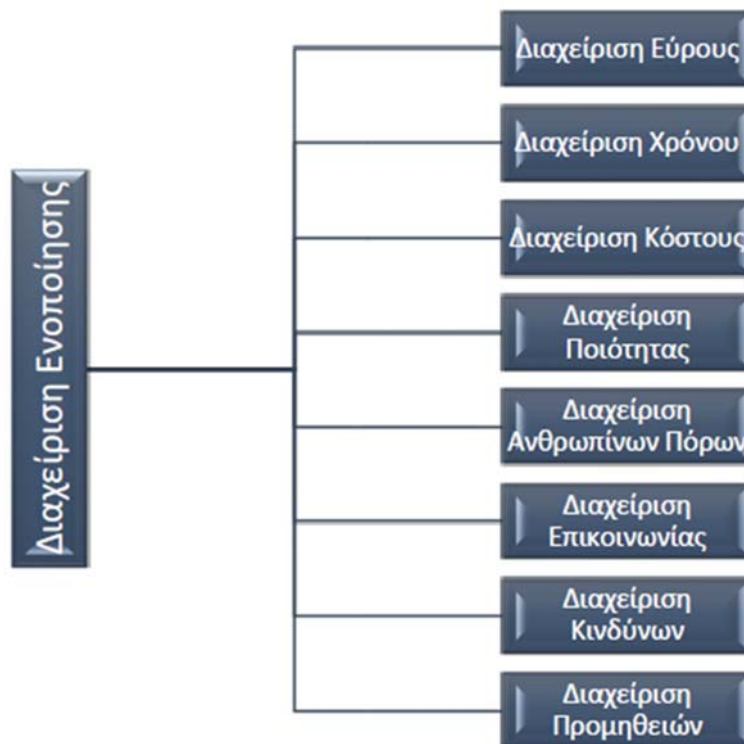 Διαχείριση Ενοποίησης
Διαχείριση Εύρους
Διαχείριση Χρόνου
Διαχείριση Κόστους
Διαχείριση
Ποιότητας
Διαχείριση
Ανθρωπίνων Πόρων
Διαχείριση
Επικοινωνίας
Διαχείριση
Κινδύνων
Διαχείριση
Προμηθειών